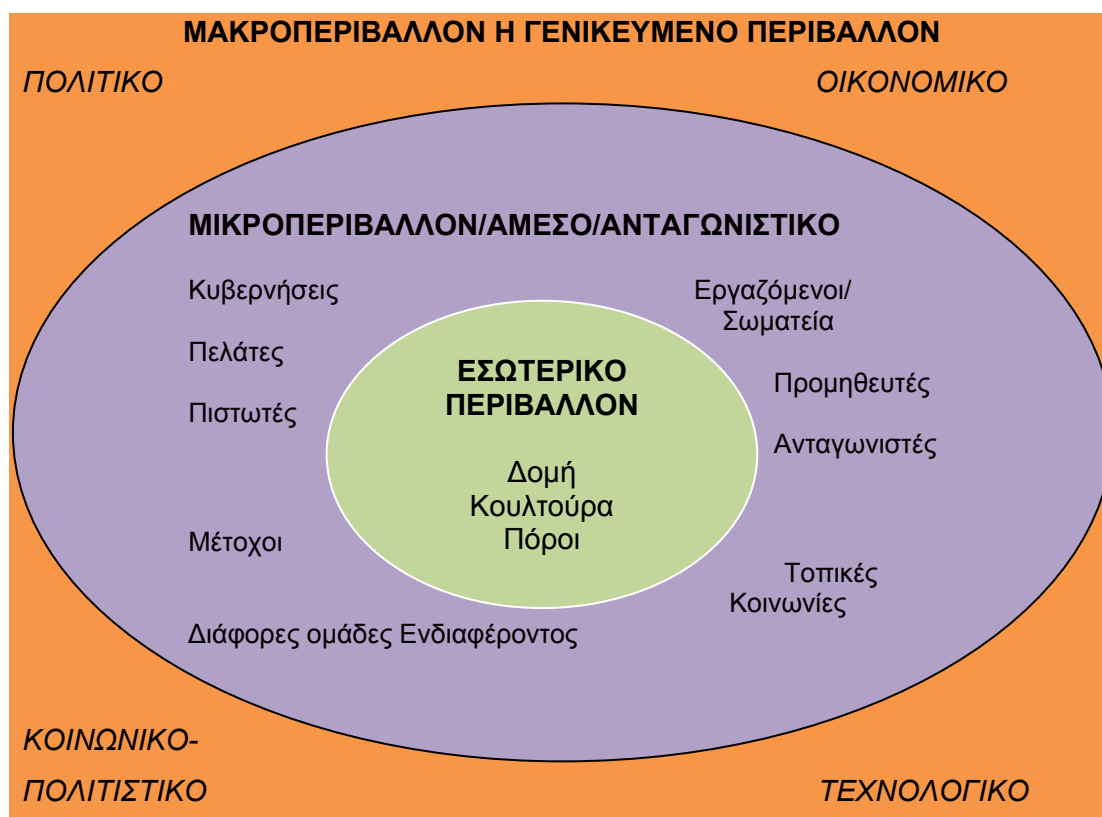 ΜΑΚΡΟΠΕΡΙΒΑΛΛΟΝ Η ΓΕΝΙΚΕΥΜΕΝΟ ΠΕΡΙΒΑΛΛΟΝ
ΠΟΛΙΤΙΚΟ
ΟΙΚΟΝΟΜΙΚΟ
ΜΙΚΡΟΠΕΡΙΒΑΛΛΟΝ/ΑΜΕΣΟ/ΑΝΤΑΓΩΝΙΣΤΙΚΟ
Κυβερνήσεις
Πελάτες
Πιστωτές
Μέτοχοι
Διάφορες ομάδες Ενδιαφέροντος
ΕΣΩΤΕΡΙΚΟ
ΠΕΡΙΒΑΛΛΟΝ
Δομή
Κουλτούρα
Πόροι
Εργαζόμενοι/
Σωματεία
Προμηθευτές
Ανταγωνιστές
Τοπικές
Κοινωνίες
ΚΟΙΝΩΝΙΚΟ-
ΠΟΛΙΤΙΣΤΙΚΟ
ΤΕΧΝΟΛΟΓΙΚΟ